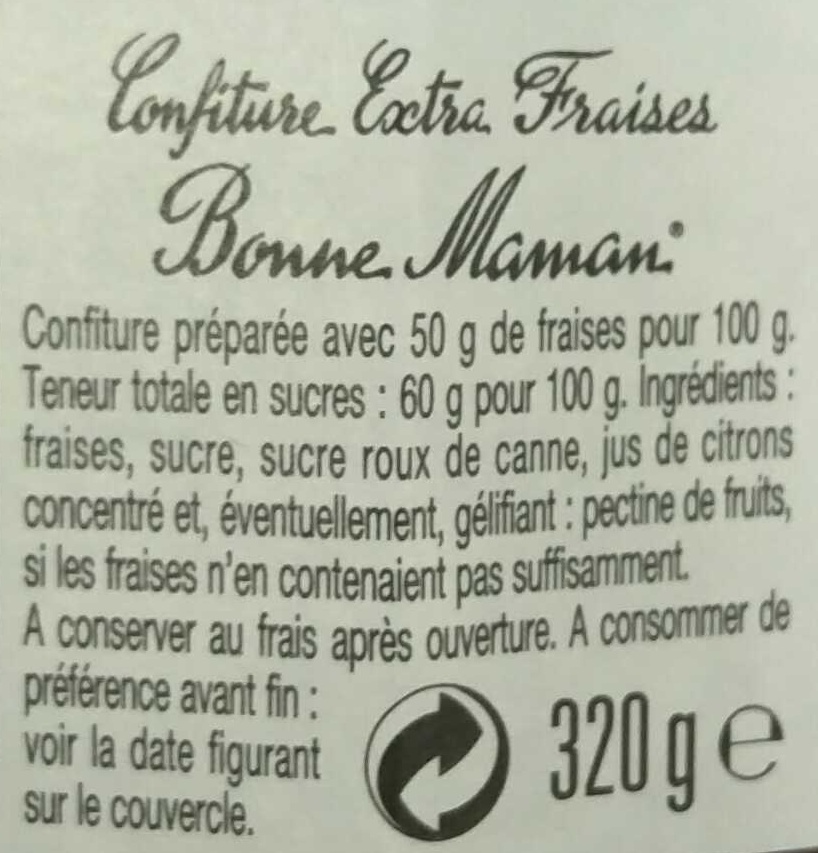 Confiture Extra Fraises
Bonne Maman®
Confiture préparée avec 50 g de fraises pour 100 g.
Teneur totale en sucres : 60 g pour 100 g. Ingrédients :
fraises, sucre, sucre roux de canne, jus de citrons
concentré et, éventuellement, gélifiant : pectine de fruits,
si les fraises n'en contenaient pas suffisamment.
A conserver au frais après ouverture. A consommer de
préférence avant fin :
voir la date figurant
sur le couvercle.
320 g e